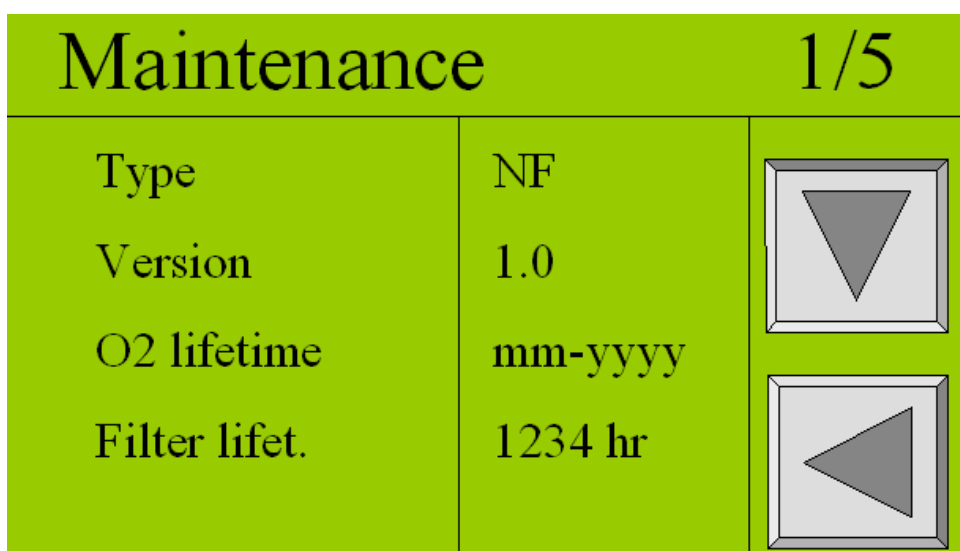 Maintenance 1/5
Type NF
Version 1.0
O2 lifetime mm-yyyy
Filter lifet. 1234 hr